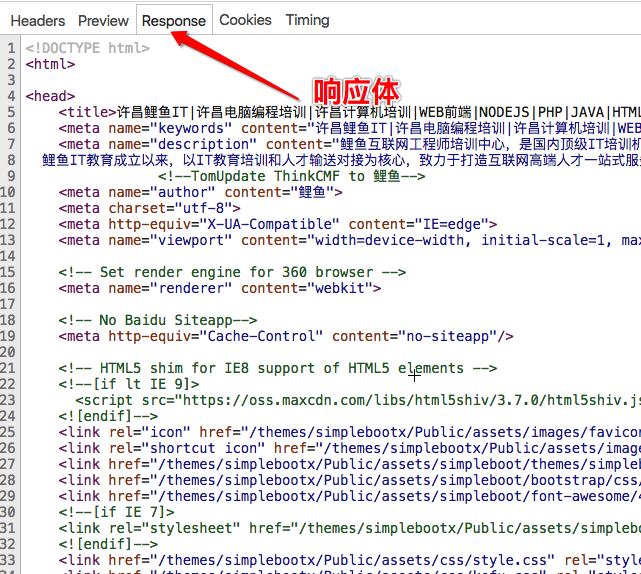 Headers Preview Response Cookies Timing
响应体
1 <!DOCTYPE html>
2 <html>
3
4 <head>
5 <title>许昌鲤鱼IT|许昌电脑编程培训|许昌计算机培训|WEB前端|NODEJS|PHP|JAVA|HTML
6 <meta name="keywords" content="许昌鲤鱼IT|许昌电脑编程培训|许昌计算机培训|WEB
7 <meta name="description" content="鲤鱼互联网工程师培训中心，是国内顶级IT培训机
8 鲤鱼IT教育成立以来，以IT教育培训和人才输送对接为核心，致力于打造互联网高端人才一站式服
9 <!--TomUpdate ThinkCMF to 鲤鱼-->
10 <meta name="author" content="鲤鱼">
11 <meta charset="utf-8">
12 <meta http-equiv="X-UA-Compatible" content="IE=edge">
13 <meta name="viewport" content="width=device-width, initial-scale=1, max
14
15 <!-- Set render engine for 360 browser -->
16 <meta name="renderer" content="webkit">
17
18 <!-- No Baidu Siteapp-->
19 <meta http-equiv="Cache-Control" content="no-siteapp"/>
20
21 <!-- HTML5 shim for IE8 support of HTML5 elements -->
22 <!--[if lt IE 9]>
23 <script src="https://oss.maxcdn.com/libs/html5shiv/3.7.0/html5shiv.js
24 <![endif]-->
25 <link rel="icon" href="/themes/simplebootx/Public/assets/images/favicon
26 <link rel="shortcut icon" href="/themes/simplebootx/Public/assets/image
27 <link href="/themes/simplebootx/Public/assets/simpleboot/themes/simpleb
28 <link href="/themes/simplebootx/Public/assets/simpleboot/bootstrap/css/
29 <link href="/themes/simplebootx/Public/assets/simpleboot/font-awesome/4
30 <!--[if IE 7]>
31 <link rel="stylesheet" href="/themes/simplebootx/Public/assets/simplebo
32 <![endif]-->
33 <link href="/themes/simplebootx/Public/assets/css/style.css" rel="style